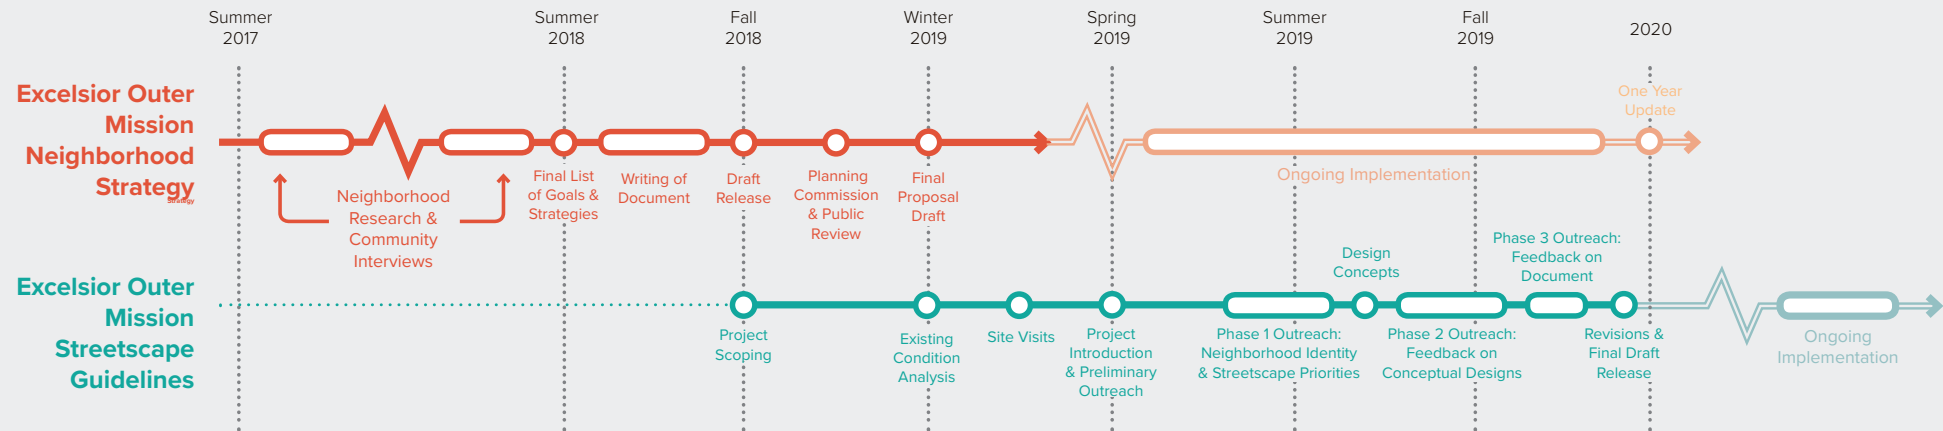 Summer
2017
Summer
2018
Fall
2018
Winter
2019
Spring
2019
Summer
2019
Fall
2019
2020
Excelsior Outer
Mission
Neighborhood
Strategy
Strategy
Neighborhood
Research &
Community
Interviews
Final List
of Goals &
Strategies
Writing of
Document
Draft
Release
Planning
Commission
& Public
Review
Final
Proposal
Draft
Ongoing Implementation
One Year
Update
Excelsior Outer
Mission
Streetscape
Guidelines
Project
Scoping
Existing
Condition
Analysis
Site Visits
Project
Introduction
& Preliminary
Outreach
Phase 1 Outreach:
Neighborhood Identity
& Streetscape Priorities
Design
Concepts
Phase 2 Outreach:
Feedback on
Conceptual Designs
Phase 3 Outreach:
Feedback on
Document
Revisions &
Final Draft
Release
Ongoing
Implementation